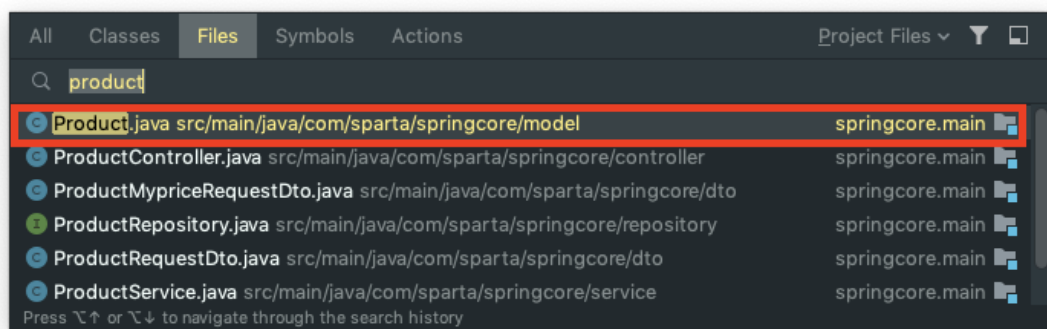 All Classes Files Symbols Actions Project Files
product
C Product.java src/main/java/com/sparta/springcore/model springcore.main
C ProductController.java src/main/java/com/sparta/springcore/controller springcore.main
C ProductMypriceRequestDto.java src/main/java/com/sparta/springcore/dto springcore.main
I ProductRepository.java src/main/java/com/sparta/springcore/repository springcore.main
C ProductRequestDto.java src/main/java/com/sparta/springcore/dto springcore.main
C ProductService.java src/main/java/com/sparta/springcore/service springcore.main
Press ⌥↑ or ⌥↓ to navigate through the search history